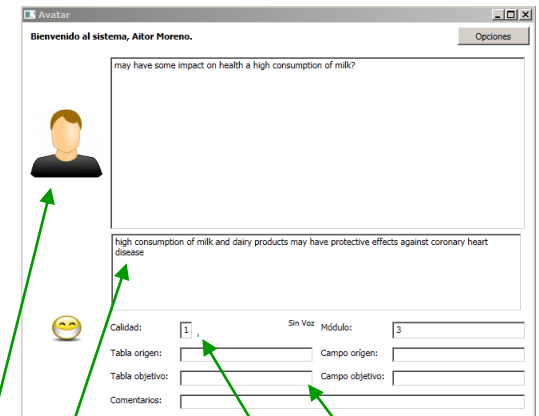 Avatar
Bienvenido al sistema, Aitor Moreno.
Opciones
may have some impact on health a high consumption of milk?
high consumption of milk and dairy products may have protective effects against coronary heart
disease
Calidad: 1 Sin Voz Módulo: 3
Tabla origen: Campo orígen:
Tabla objetivo: Campo objetivo:
Comentarios: